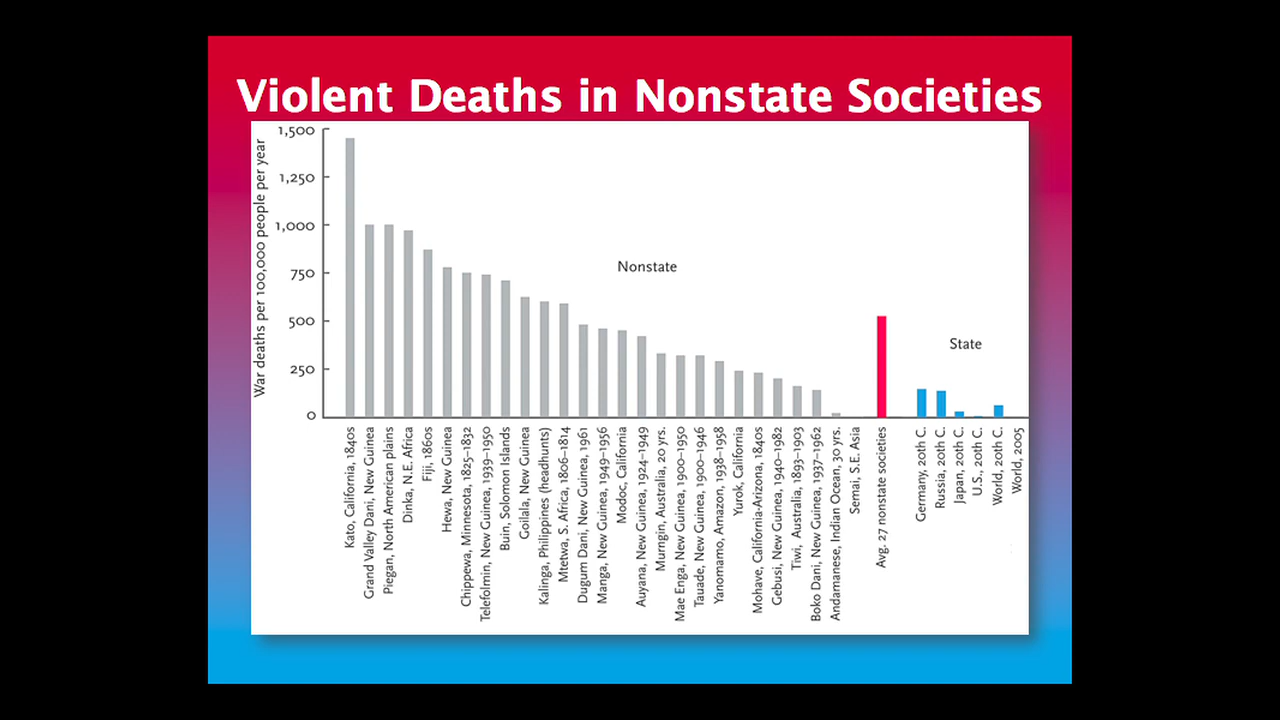 Violent Deaths in Nonstate Societies
War deaths per 100,000 people per year
1,500
1,250
1,000
750
500
250
0
Nonstate
State
Kato, California, 1840s
Grand Valley Dani, New Guinea
Piegan, North American plains
Dinka, N.E. Africa
Fiji, 1860s
Hewa, New Guinea
Chippewa, Minnesota, 1825–1832
Telefolmin, New Guinea, 1939–1950
Buin, Solomon Islands
Goilala, New Guinea
Kalinga, Philippines (headhunts)
Mtetwa, S. Africa, 1806–1814
Dugum Dani, New Guinea, 1961
Manga, New Guinea, 1949–1956
Modoc, California
Auyana, New Guinea, 1924–1949
Murngin, Australia, 20 yrs.
Mae Enga, New Guinea, 1900–1950
Tauade, New Guinea, 1900–1946
Yanomamo, Amazon, 1938–1958
Yurok, California
Mohave, California-Arizona, 1840s
Gebusi, New Guinea, 1940–1982
Tiwi, Australia, 1893–1903
Boko Dani, New Guinea, 1937–1962
Andamanese, Indian Ocean, 30 yrs.
Semai, S.E. Asia
Avg. 27 nonstate societies
Germany, 20th C.
Russia, 20th C.
Japan, 20th C.
U.S., 20th C.
World, 20th C.
World, 2005